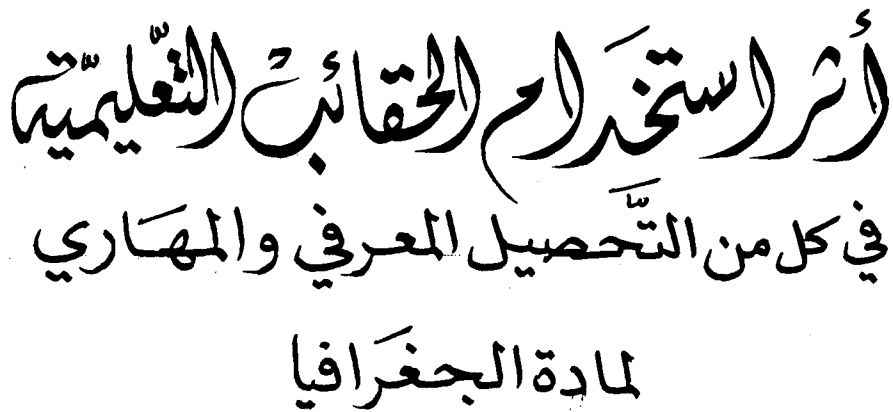 أثر استخدام الحقائب التعليمية
في كل من التحصيل المعرفي والمهاري
لمادة الجغرافيا